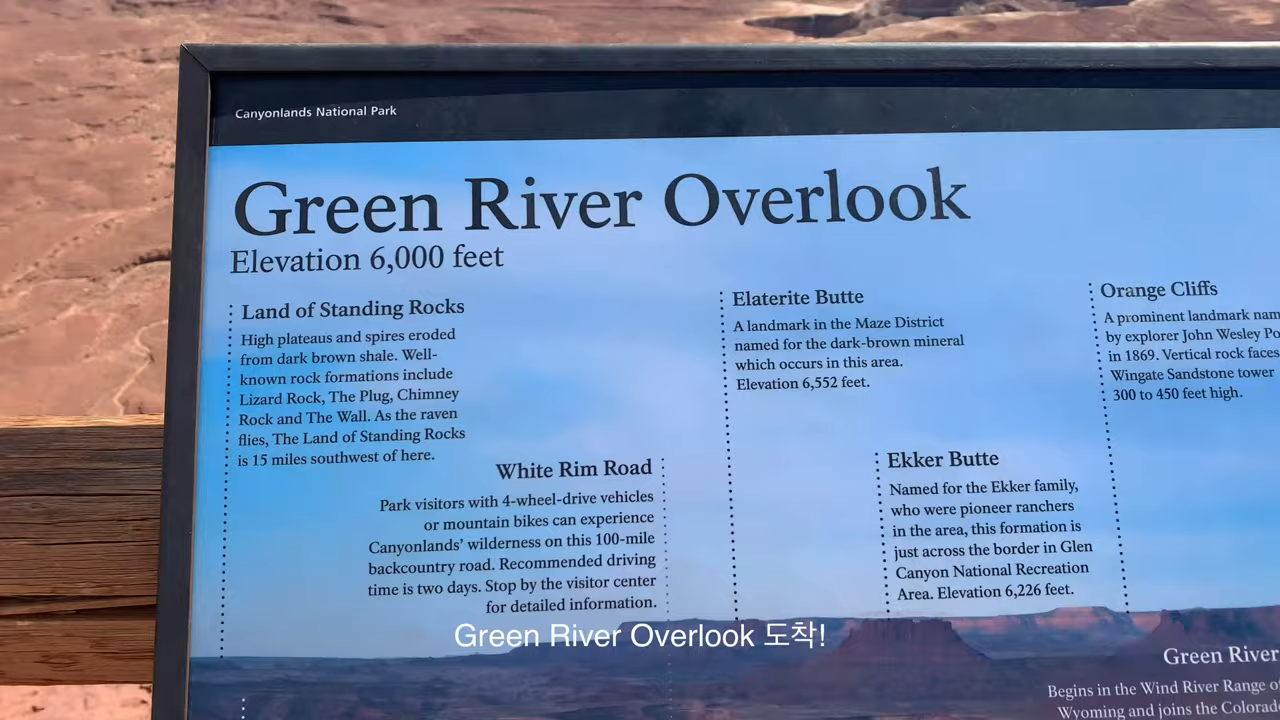 Canyonlands National Park
Green River Overlook
Elevation 6,000 feet
Land of Standing Rocks
High plateaus and spires eroded
from dark brown shale. Well-
known rock formations include
Lizard Rock, The Plug, Chimney
Rock and The Wall. As the raven
flies, The Land of Standing Rocks
is 15 miles southwest of here.
White Rim Road
Park visitors with 4-wheel-drive vehicles
or mountain bikes can experience
Canyonlands' wilderness on this 100-mile
backcountry road. Recommended driving
time is two days. Stop by the visitor center
for detailed information.
Elaterite Butte
A landmark in the Maze District
named for the dark-brown mineral
which occurs in this area.
Elevation 6,552 feet.
Ekker Butte
Named for the Ekker family,
who were pioneer ranchers
in the area, this formation is
just across the border in Glen
Canyon National Recreation
Area. Elevation 6,226 feet.
Orange Cliffs
A prominent landmark
by explorer John Wesley
in 1869. Vertical rock faces
Wingate Sandstone tower
300 to 450 feet high.
Green River
Begins in the Wind River Range
Wyoming and joins the
Green River Overlook 도착!